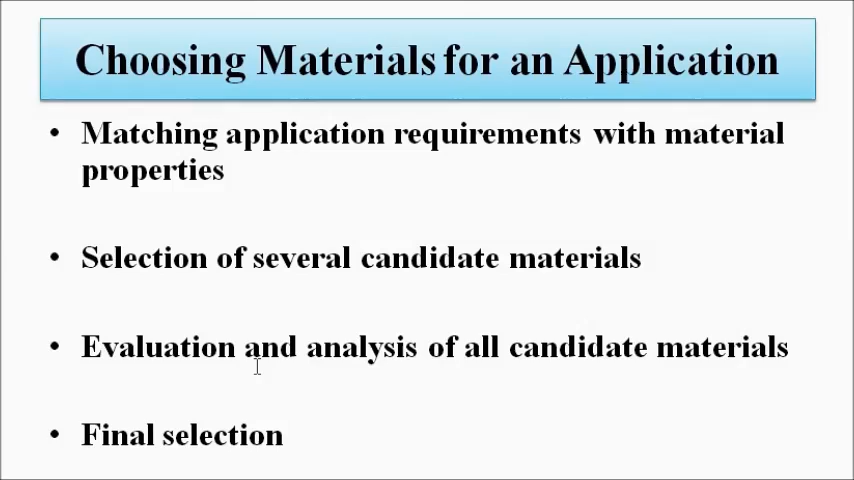 Choosing Materials for an Application
• Matching application requirements with material
properties
• Selection of several candidate materials
• Evaluation and analysis of all candidate materials
• Final selection